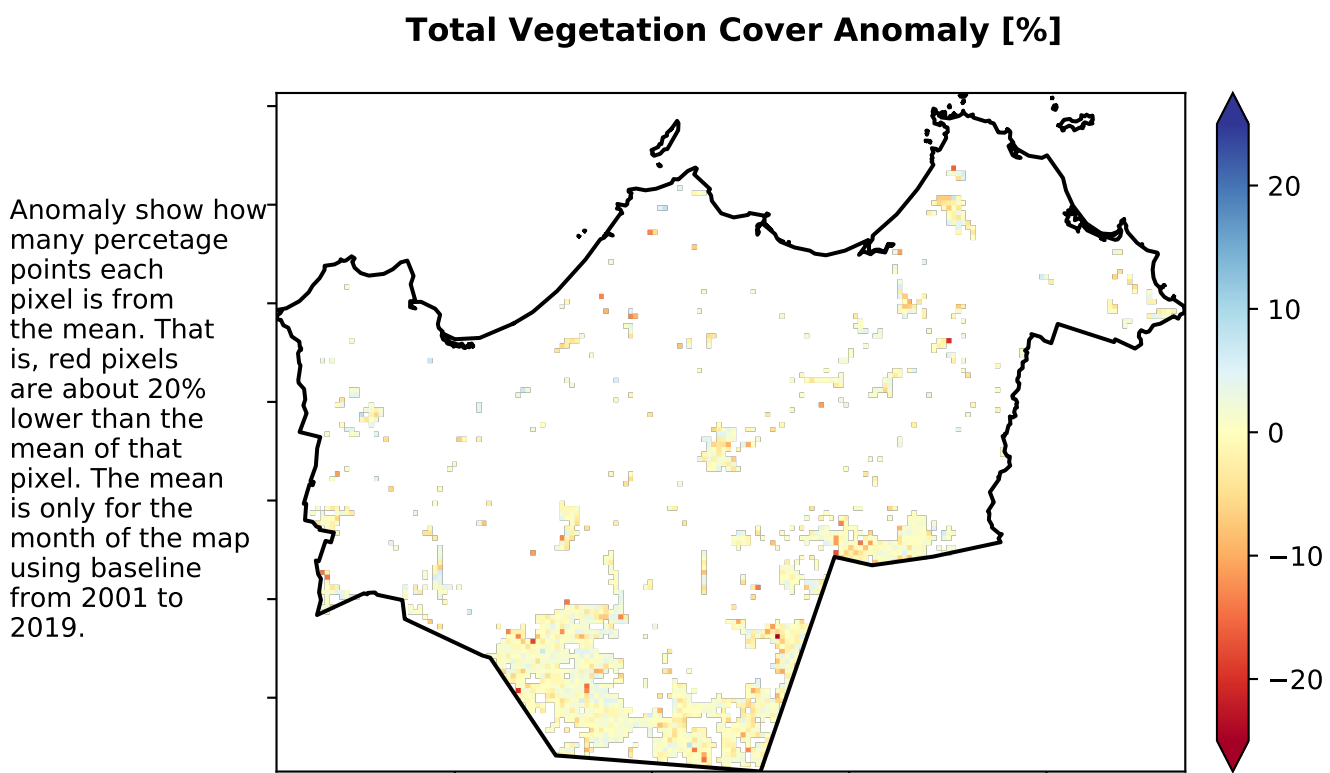 Total Vegetation Cover Anomaly [%]
Anomaly show how
many percetage
points each
pixel is from
the mean. That
is, red pixels
are about 20%
lower than the
mean of that
pixel. The mean
is only for the
month of the map
using baseline
from 2001 to
2019.
20
10
0
−10
−20